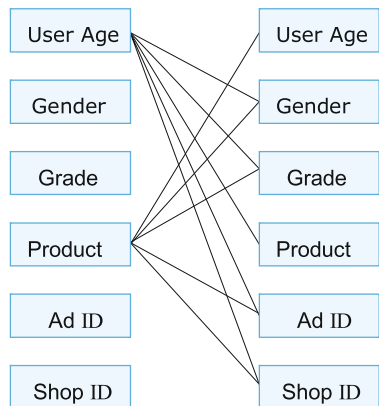 User Age User Age
Gender Gender
Grade Grade
Product Product
Ad ID Ad ID
Shop ID Shop ID